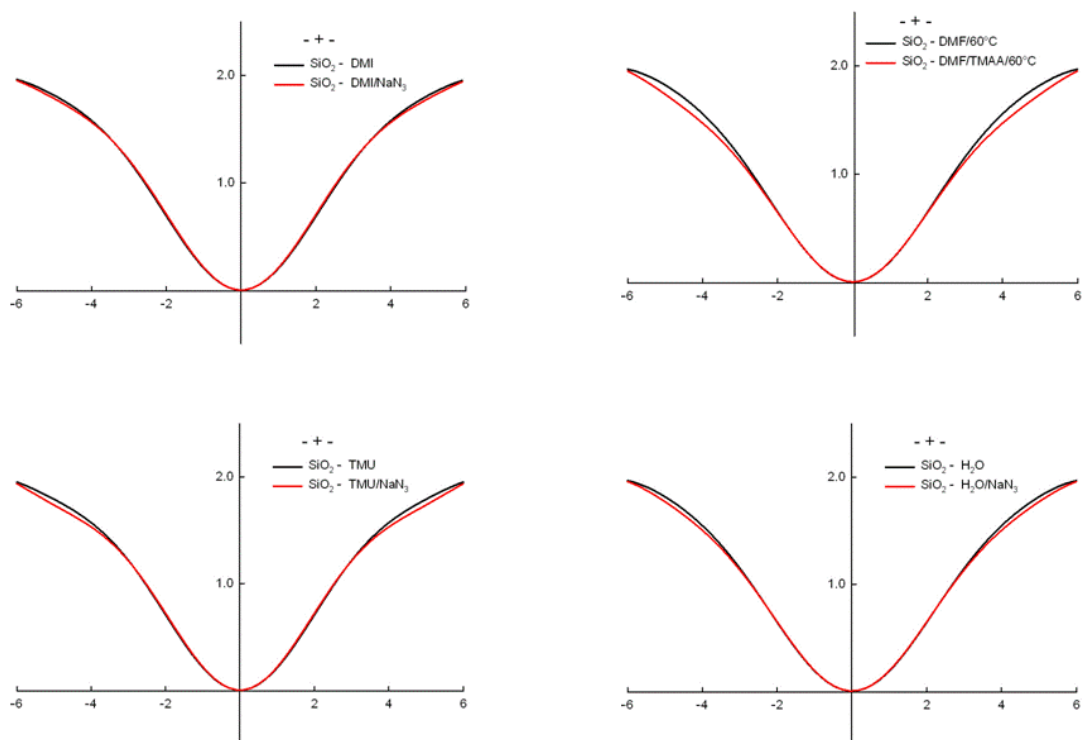 - + -
SiO₂ - DMI
SiO₂ - DMI/NaN₃
2.0
1.0
-6 -4 -2 2 4 6
- + -
SiO₂ - DMF/60°C
SiO₂ - DMF/TMAA/60°C
2.0
1.0
-6 -4 -2 0 2 4 6
- + -
SiO₂ - TMU
SiO₂ - TMU/NaN₃
2.0
1.0
-6 -4 -2 2 4 6
- + -
SiO₂ - H₂O
SiO₂ - H₂O/NaN₃
2.0
1.0
-6 -4 -2 0 2 4 6